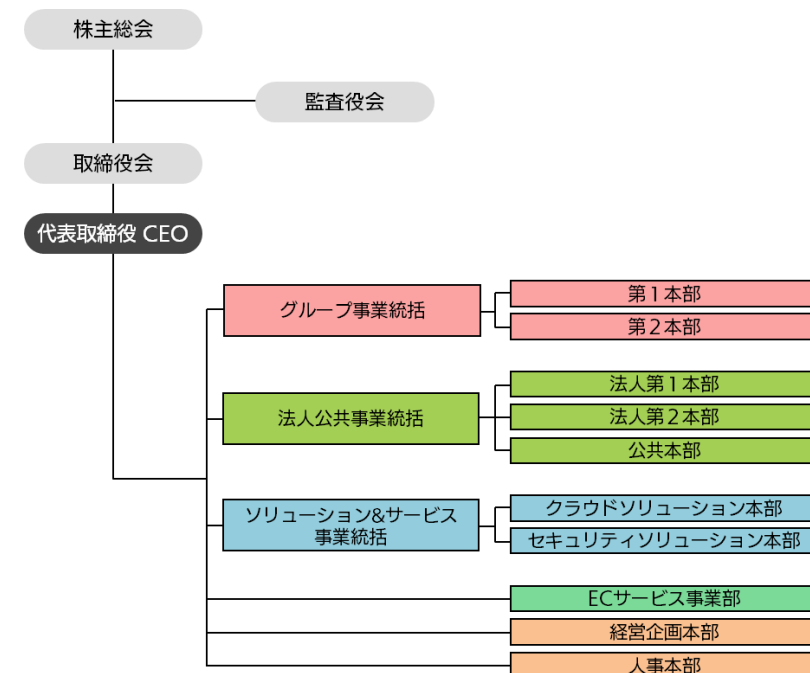 株主総会
監査役会
取締役会
代表取締役 CEO
グループ事業統括
第1本部
第2本部
法人公共事業統括
法人第1本部
法人第2本部
公共本部
ソリューション&サービス
事業統括
クラウドソリューション本部
セキュリティソリューション本部
ECサービス事業部
経営企画本部
人事本部